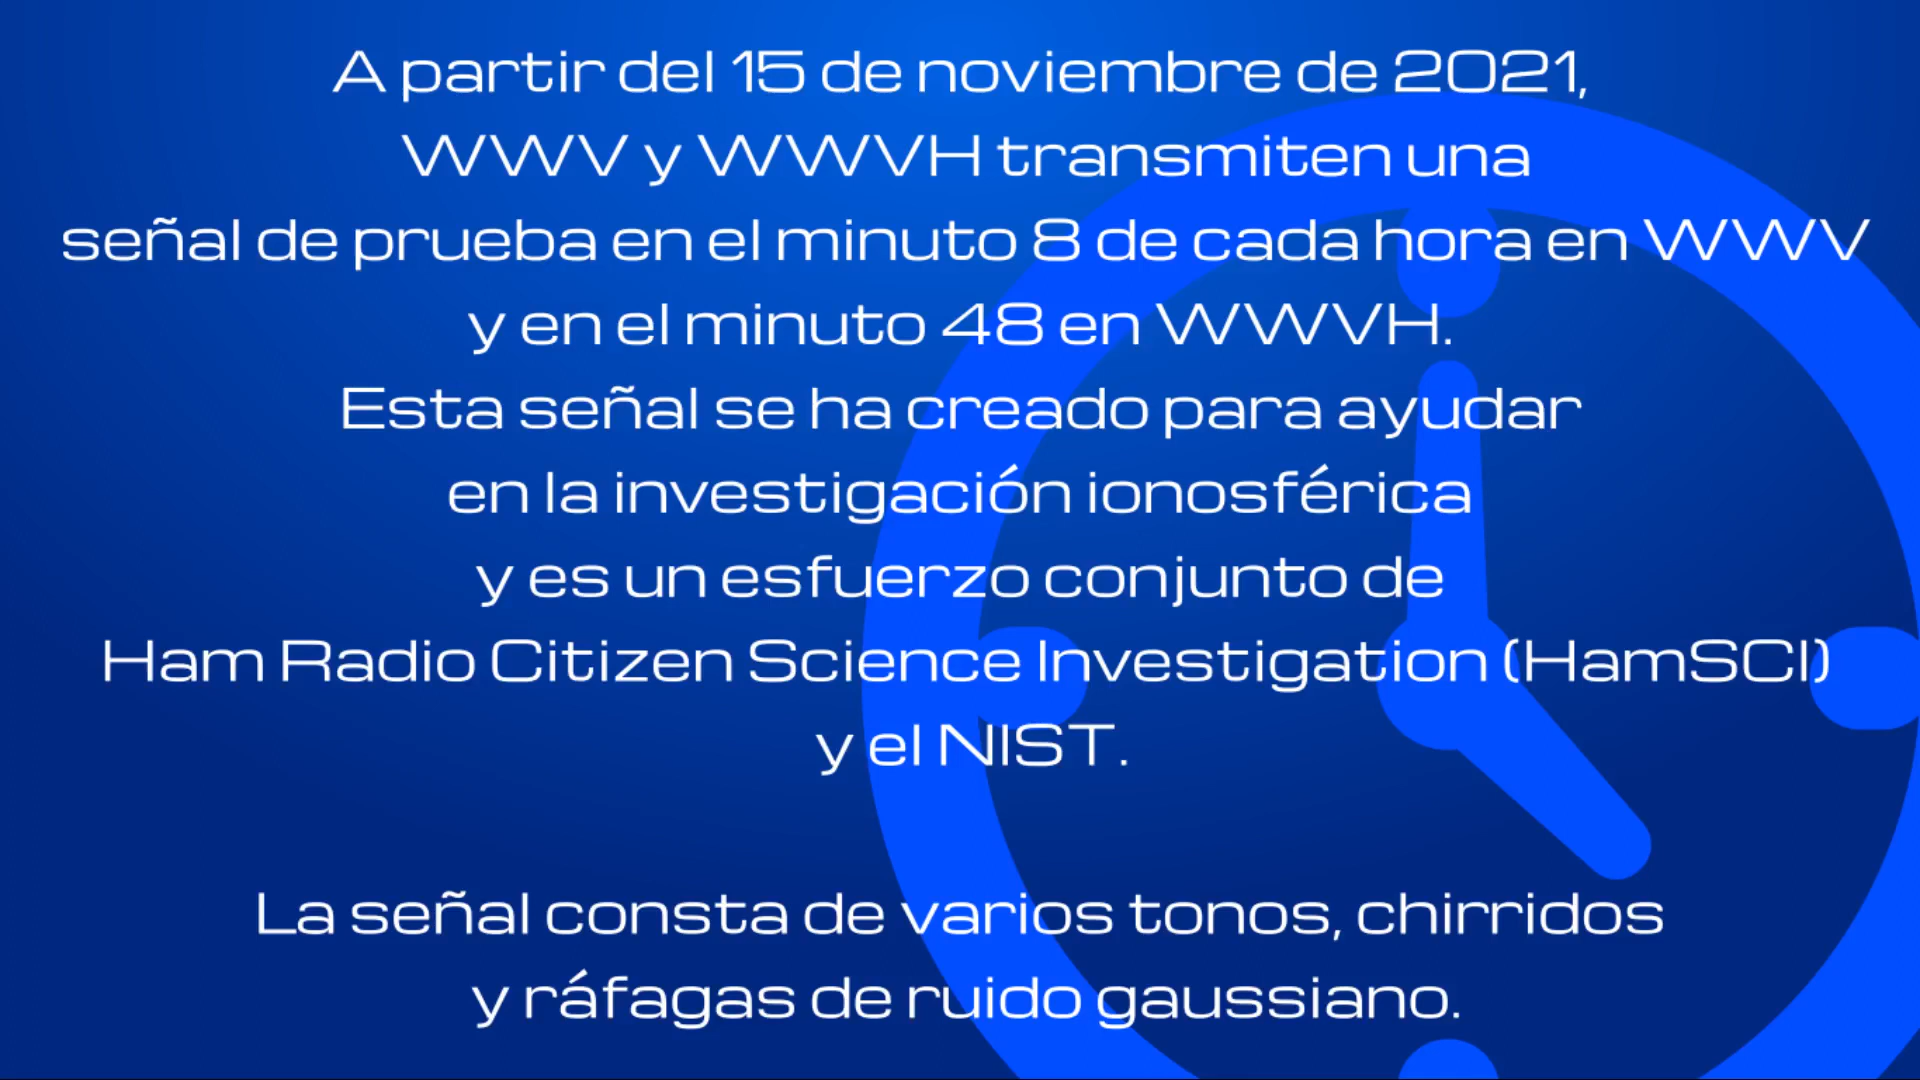 A partir del 15 de noviembre de 2021,
WWV y WWVH transmiten una
señal de prueba en el minuto 8 de cada hora en WWV
y en el minuto 48 en WWVH.
Esta señal se ha creado para ayudar
en la investigación ionosférica
y es un esfuerzo conjunto de
Ham Radio Citizen Science Investigation (HamSCI)
y el NIST.
La señal consta de varios tonos, chirridos
y ráfagas de ruido gaussiano.